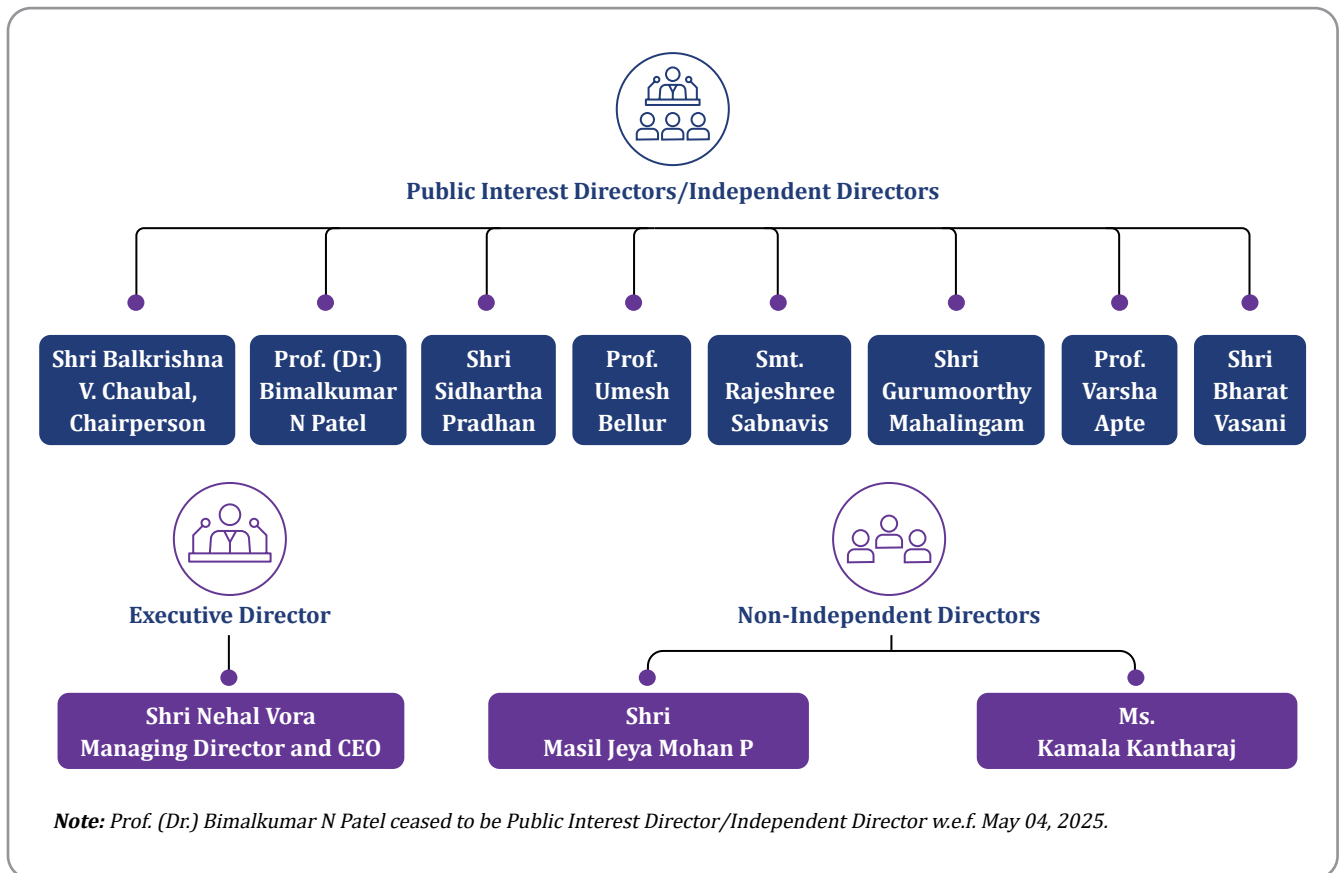 Public Interest Directors/Independent Directors
Shri Balkrishna
V. Chaubal,
Chairperson
Prof. (Dr.)
Bimalkumar
N Patel
Shri
Sidhartha
Pradhan
Prof.
Umesh
Bellur
Smt.
Rajeshree
Sabnavis
Shri
Gurumoorthy
Mahalingam
Prof.
Varsha
Apte
Shri
Bharat
Vasani
Executive Director
Shri Nehal Vora
Managing Director and CEO
Non-Independent Directors
Shri
Masil Jeya Mohan P
Ms.
Kamala Kantharaj
Note: Prof. (Dr.) Bimalkumar N Patel ceased to be Public Interest Director/Independent Director w.e.f. May 04, 2025.